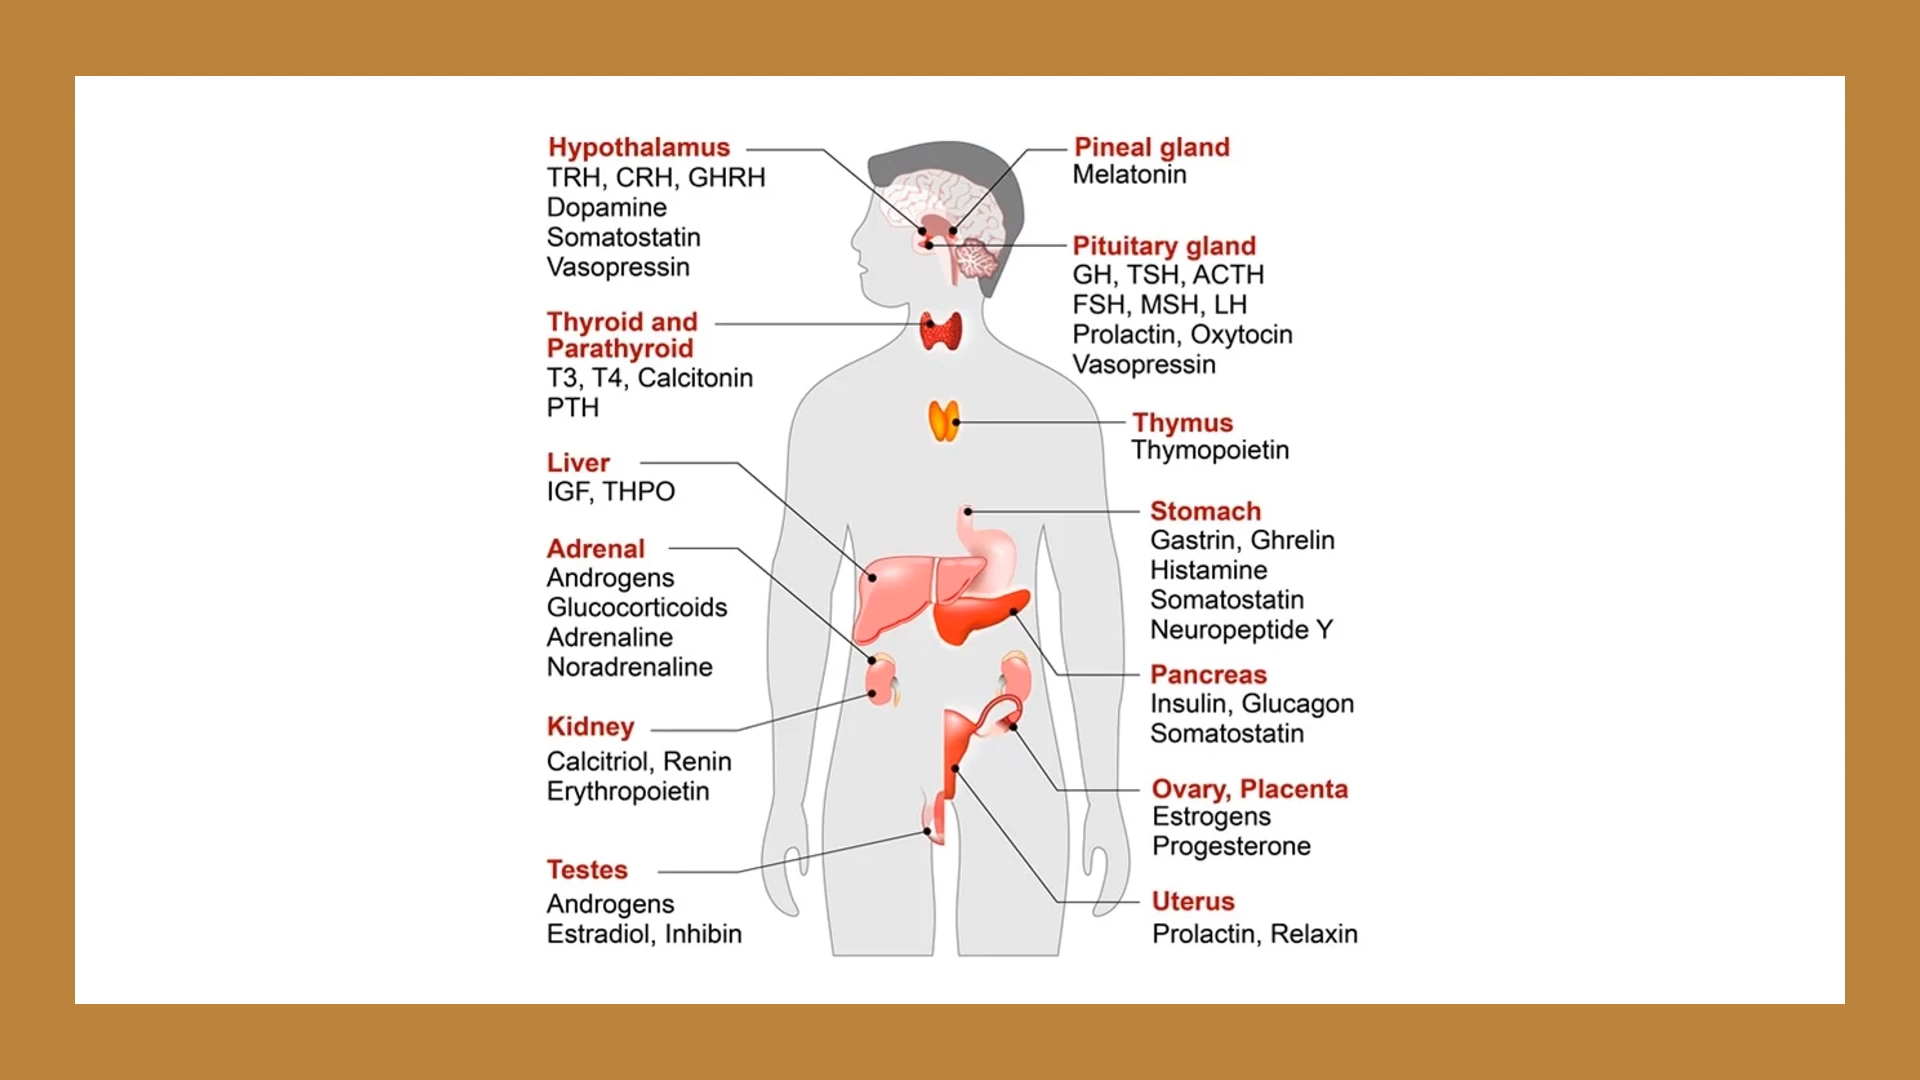 Hypothalamus
TRH, CRH, GHRH
Dopamine
Somatostatin
Vasopressin
Thyroid and
Parathyroid
T3, T4, Calcitonin
PTH
Liver
IGF, THPO
Adrenal
Androgens
Glucocorticoids
Adrenaline
Noradrenaline
Kidney
Calcitriol, Renin
Erythropoietin
Testes
Androgens
Estradiol, Inhibin
Pineal gland
Melatonin
Pituitary gland
GH, TSH, ACTH
FSH, MSH, LH
Prolactin, Oxytocin
Vasopressin
Thymus
Thymopoietin
Stomach
Gastrin, Ghrelin
Histamine
Somatostatin
Neuropeptide Y
Pancreas
Insulin, Glucagon
Somatostatin
Ovary, Placenta
Estrogens
Progesterone
Uterus
Prolactin, Relaxin